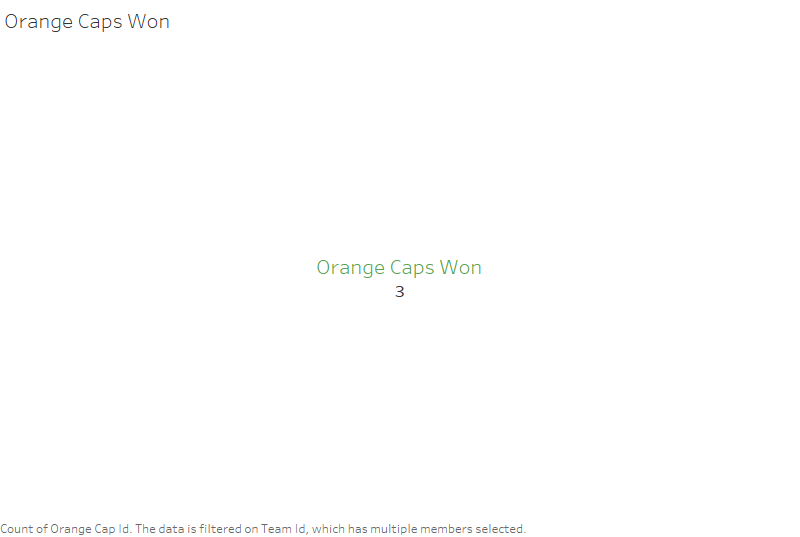 Orange Caps Won
Orange Caps Won
3
Count of Orange Cap Id. The data is filtered on Team Id, which has multiple members selected.